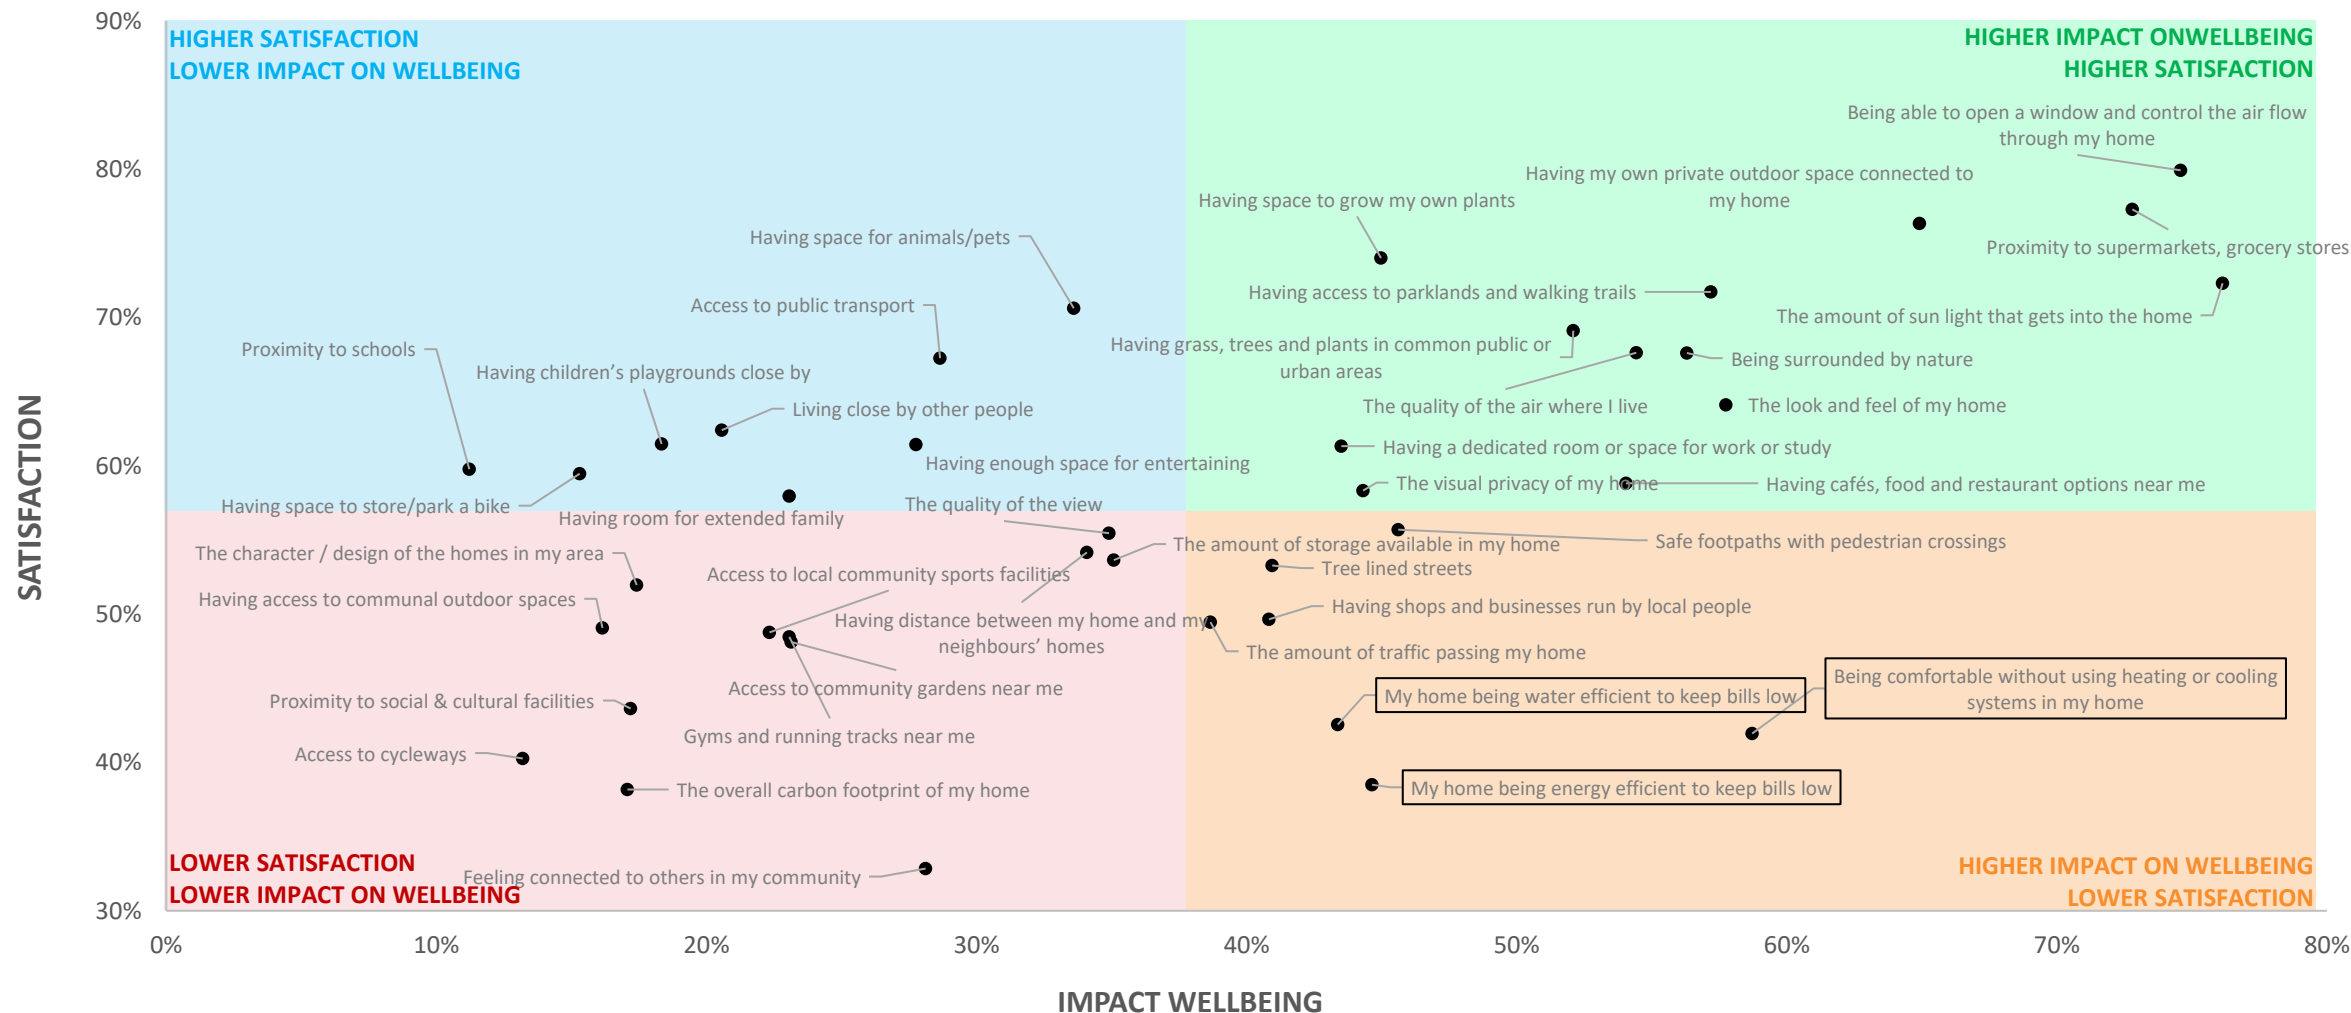 90%
HIGHER SATISFACTION
LOWER IMPACT ON WELLBEING
HIGHER IMPACT ONWELLBEING
HIGHER SATISFACTION
Being able to open a window and control the air flow
through my home
80%
Having my own private outdoor space connected to
my home
Having space to grow my own plants
Having space for animals/pets
Proximity to supermarkets, grocery stores
Having access to parklands and walking trails
Access to public transport
70%
The amount of sun light that gets into the home
Proximity to schools
Having grass, trees and plants in common public or
urban areas
Being surrounded by nature
Having children’s playgrounds close by
Living close by other people
The quality of the air where I live
The look and feel of my home
Having a dedicated room or space for work or study
60%
Having enough space for entertaining
The visual privacy of my home
Having cafés, food and restaurant options near me
Having space to store/park a bike
The quality of the view
Having room for extended family
SATISFACTION
The character / design of the homes in my area
The amount of storage available in my home
Safe footpaths with pedestrian crossings
Access to local community sports facilities
Tree lined streets
Having access to communal outdoor spaces
50%
Having shops and businesses run by local people
Having distance between my home and my
neighbours’ homes
The amount of traffic passing my home
Access to community gardens near me
Being comfortable without using heating or cooling
systems in my home
My home being water efficient to keep bills low
Proximity to social & cultural facilities
Gyms and running tracks near me
40%
Access to cycleways
The overall carbon footprint of my home
My home being energy efficient to keep bills low
LOWER SATISFACTION
LOWER IMPACT ON WELLBEING
Feeling connected to others in my community
HIGHER IMPACT ON WELLBEING
LOWER SATISFACTION
30%
0%
10%
20%
30%
40%
50%
60%
70%
80%
IMPACT WELLBEING